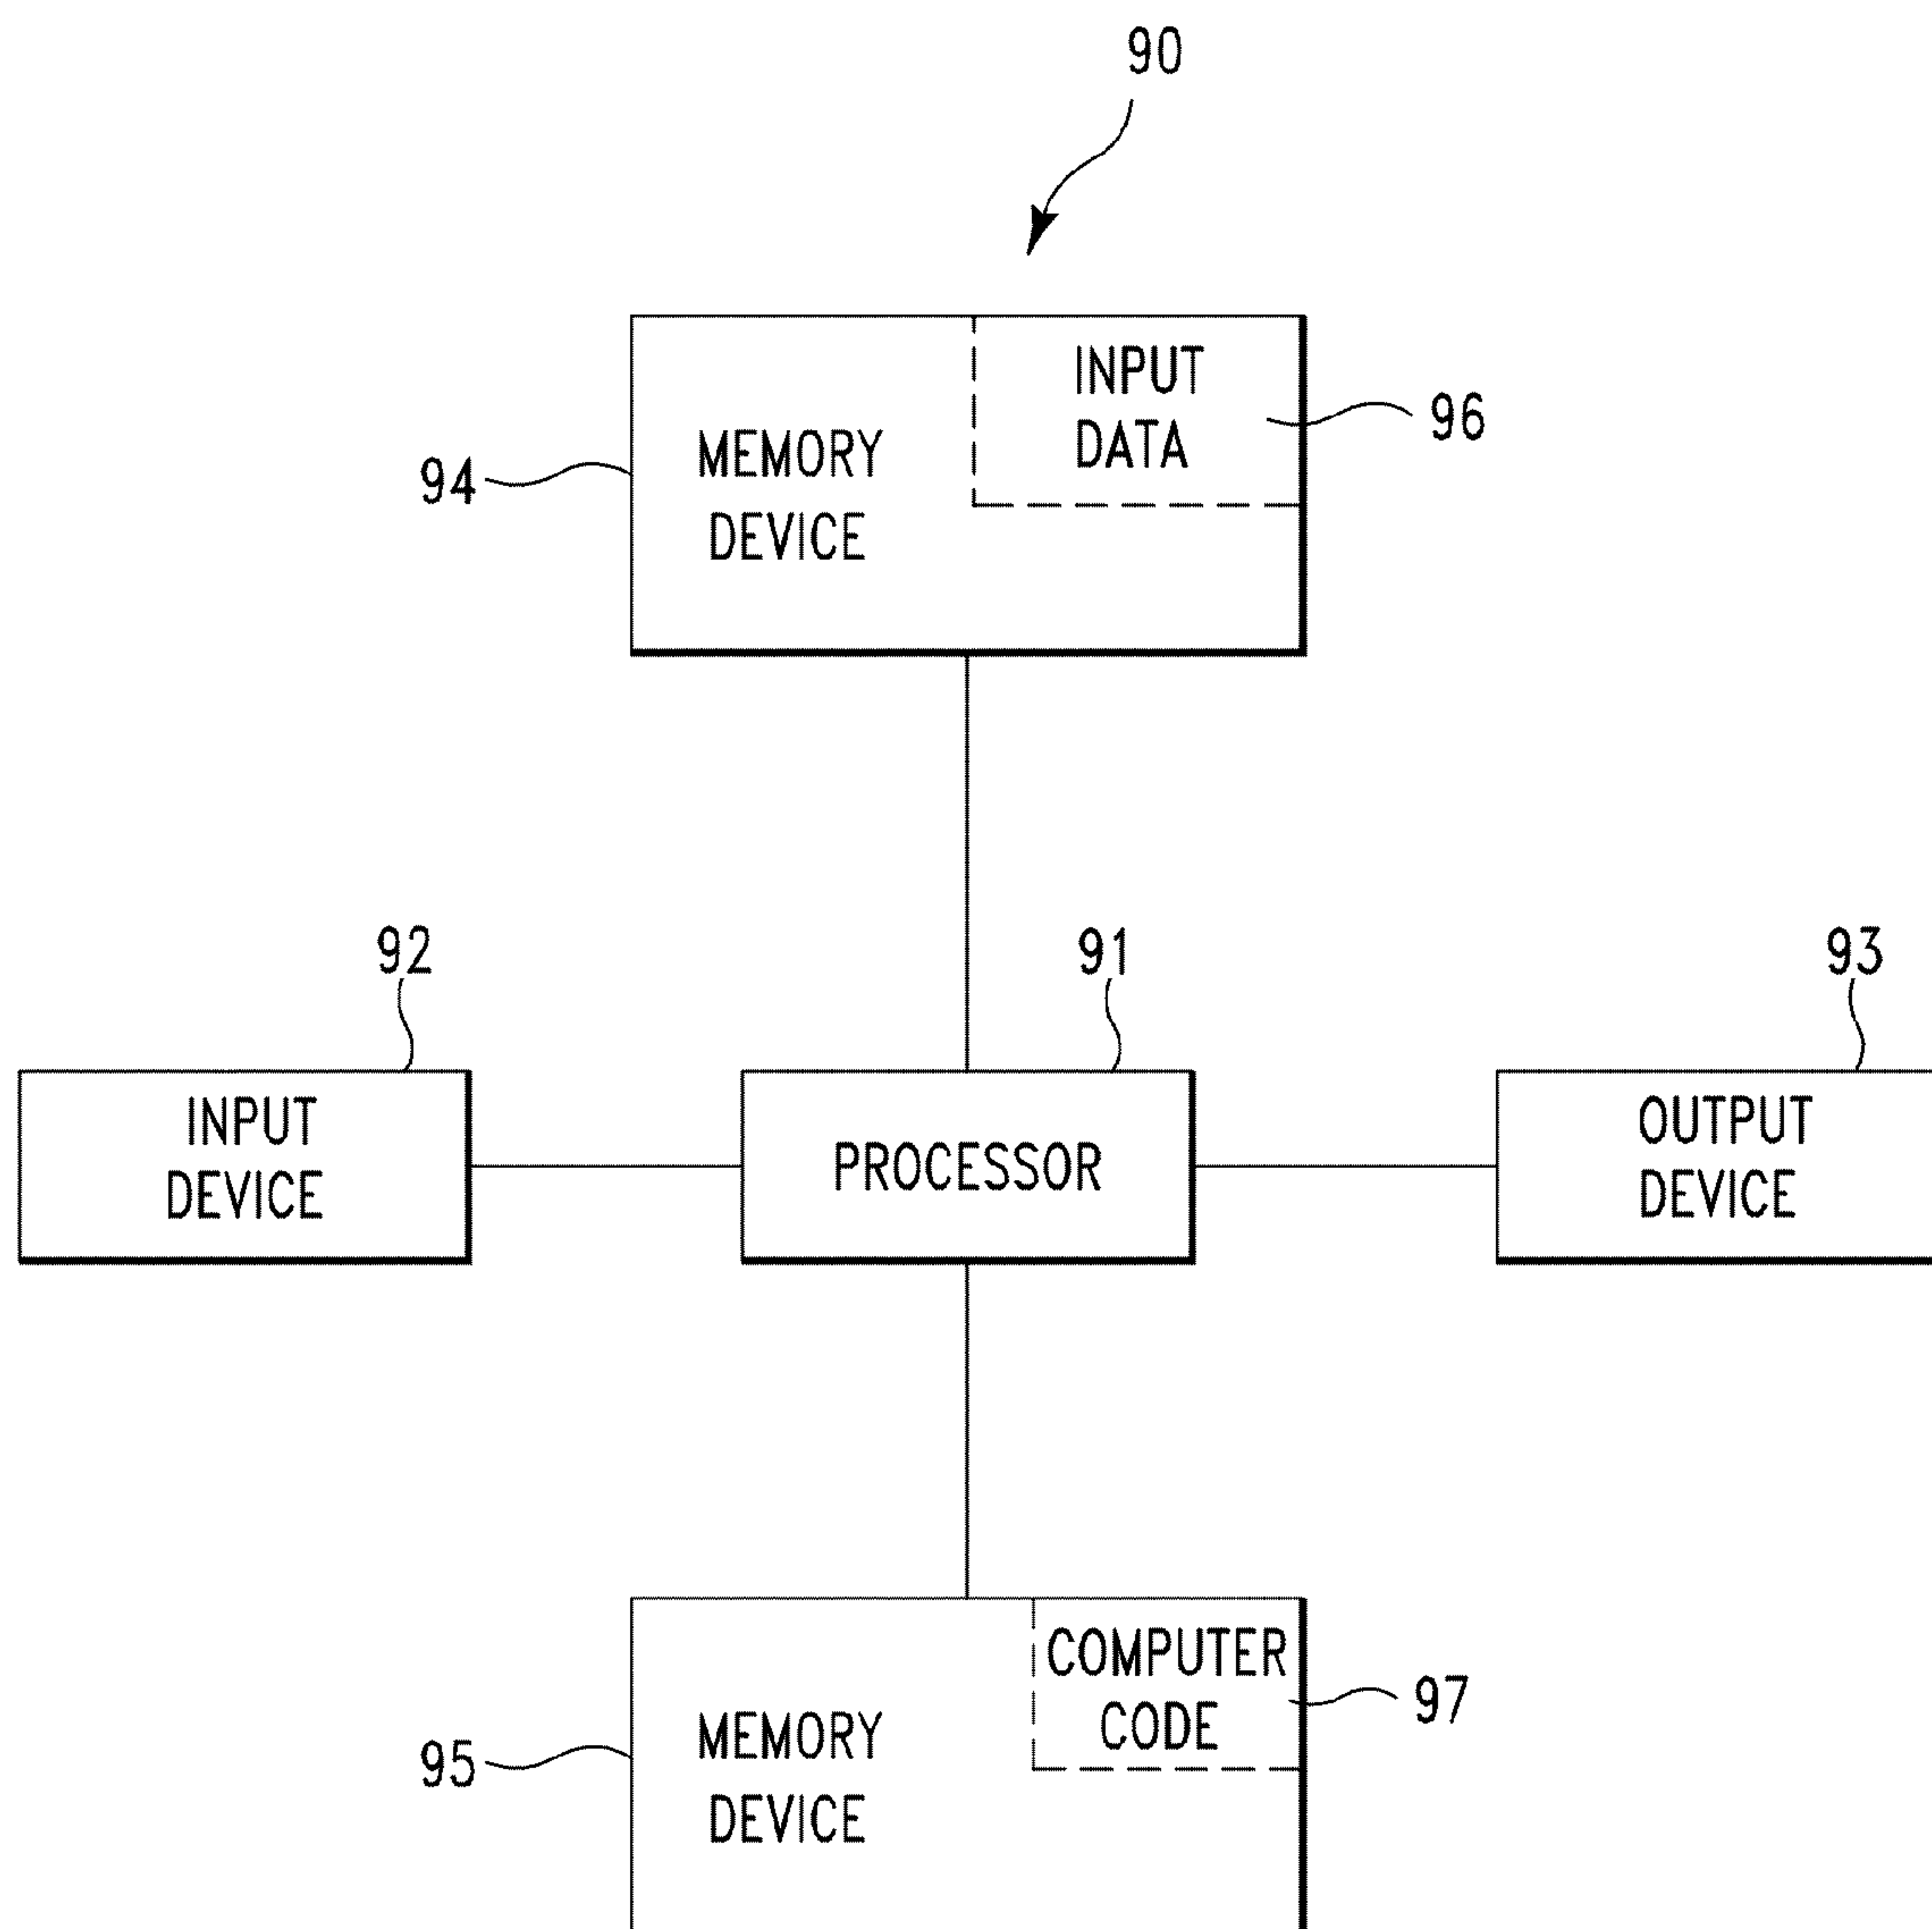 90
INPUT
DATA
96
MEMORY
DEVICE
94
92
91
93
INPUT
DEVICE
PROCESSOR
OUTPUT
DEVICE
COMPUTER
CODE
97
MEMORY
DEVICE
95